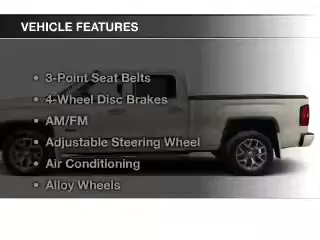 VEHICLE FEATURES
• 3-Point Seat Belts
• 4-Wheel Disc Brakes
• AM/FM
• Adjustable Steering Wheel
• Air Conditioning
• Alloy Wheels